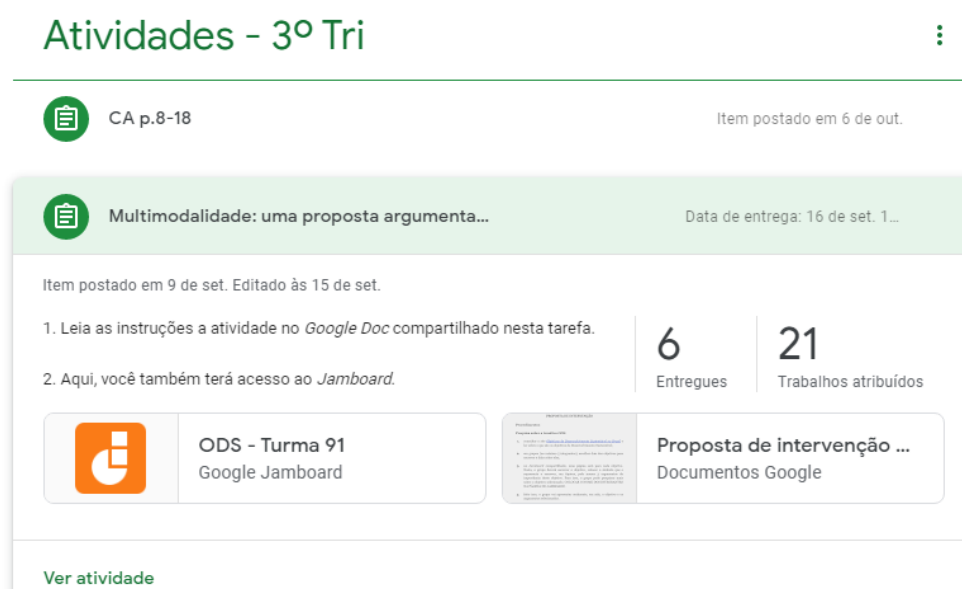 Atividades - 3º Tri
CA p.8-18
Item postado em 6 de out.
Multimodalidade: uma proposta argumenta...
Data de entrega: 16 de set. 1...
Item postado em 9 de set. Editado às 15 de set.
1. Leia as instruções a atividade no Google Doc compartilhado nesta tarefa.
2. Aqui, você também terá acesso ao Jamboard.
6
Entregues
21
Trabalhos atribuídos
ODS - Turma 91
Google Jamboard
PROPOSTA DE INTERVENÇÃO
Proposta de intervenção ...
Documentos Google
Ver atividade